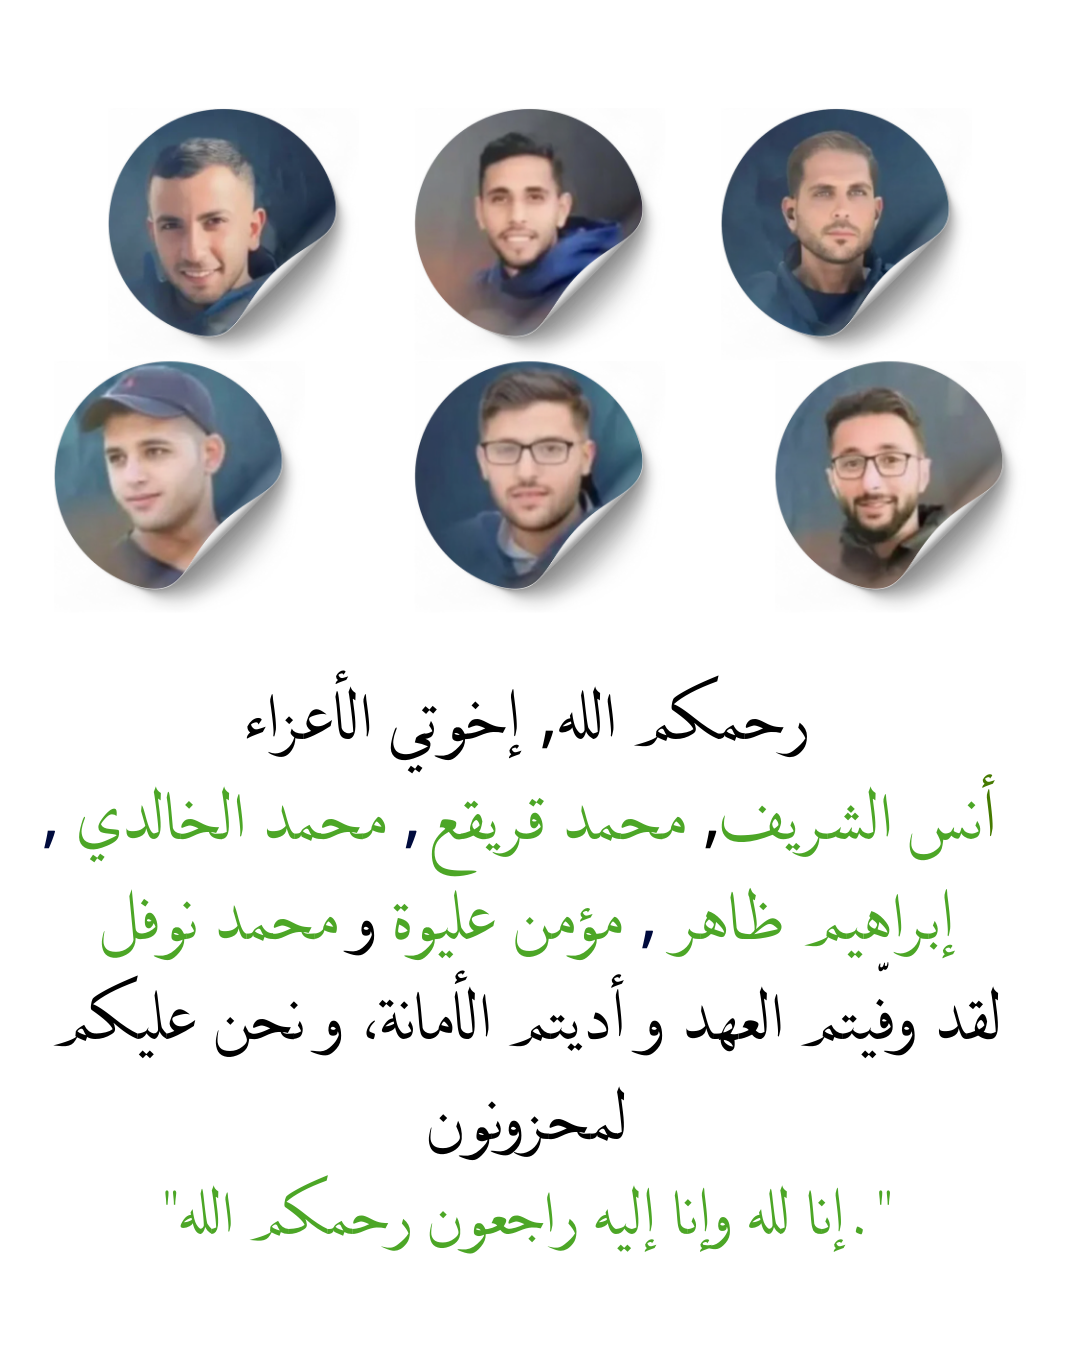 رحمكم الله, إخوتي الأعزاء
أنس الشريف, محمد قريقع , محمد الخالدي ,
إبراهيم ظاهر , مؤمن عليوة و محمد نوفل
لقد وفّيتم العهد و أديتم الأمانة، و نحن عليكم
لمحزونون
" .إنا لله وإنا إليه راجعون رحمكم الله"